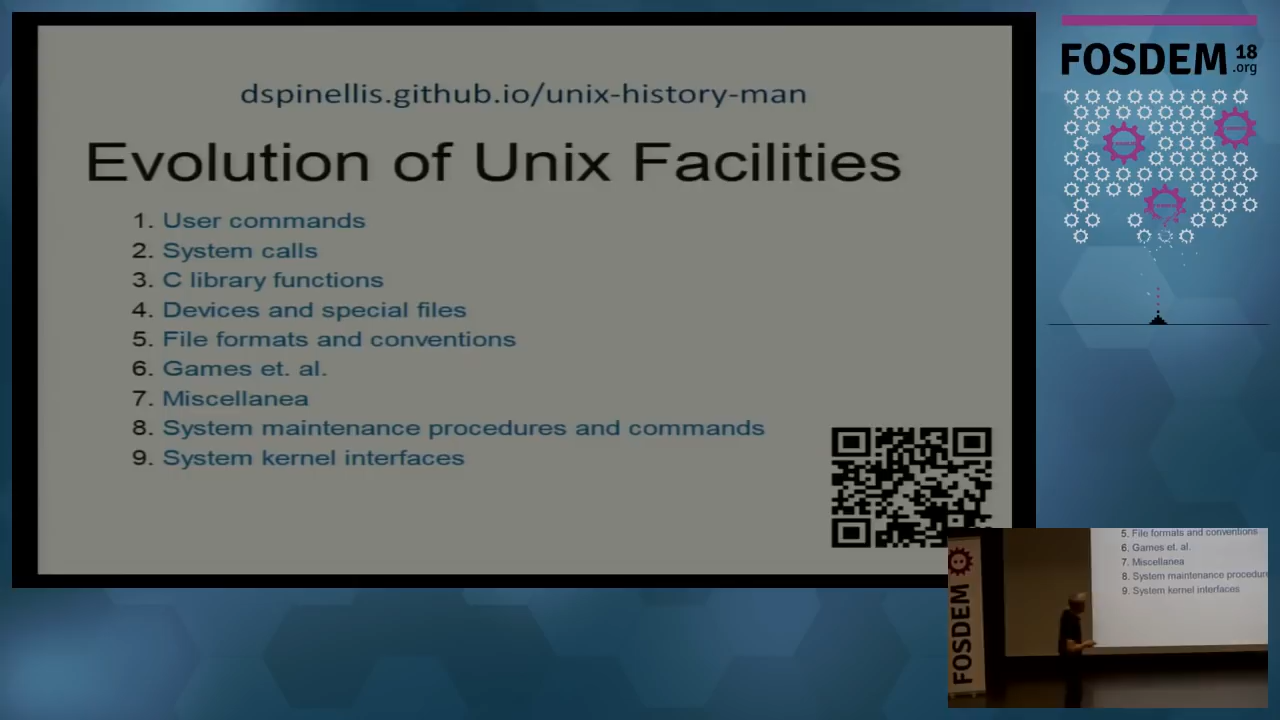 dspinellis.github.io/unix-history-man
Evolution of Unix Facilities
1. User commands
2. System calls
3. C library functions
4. Devices and special files
5. File formats and conventions
6. Games et. al.
7. Miscellanea
8. System maintenance procedures and commands
9. System kernel interfaces
FOSDEM 18
.org
5. File formats and conventions
6. Games et. al.
7. Miscellanea
8. System maintenance procedur
9. System kernel interfaces
FOSDEM